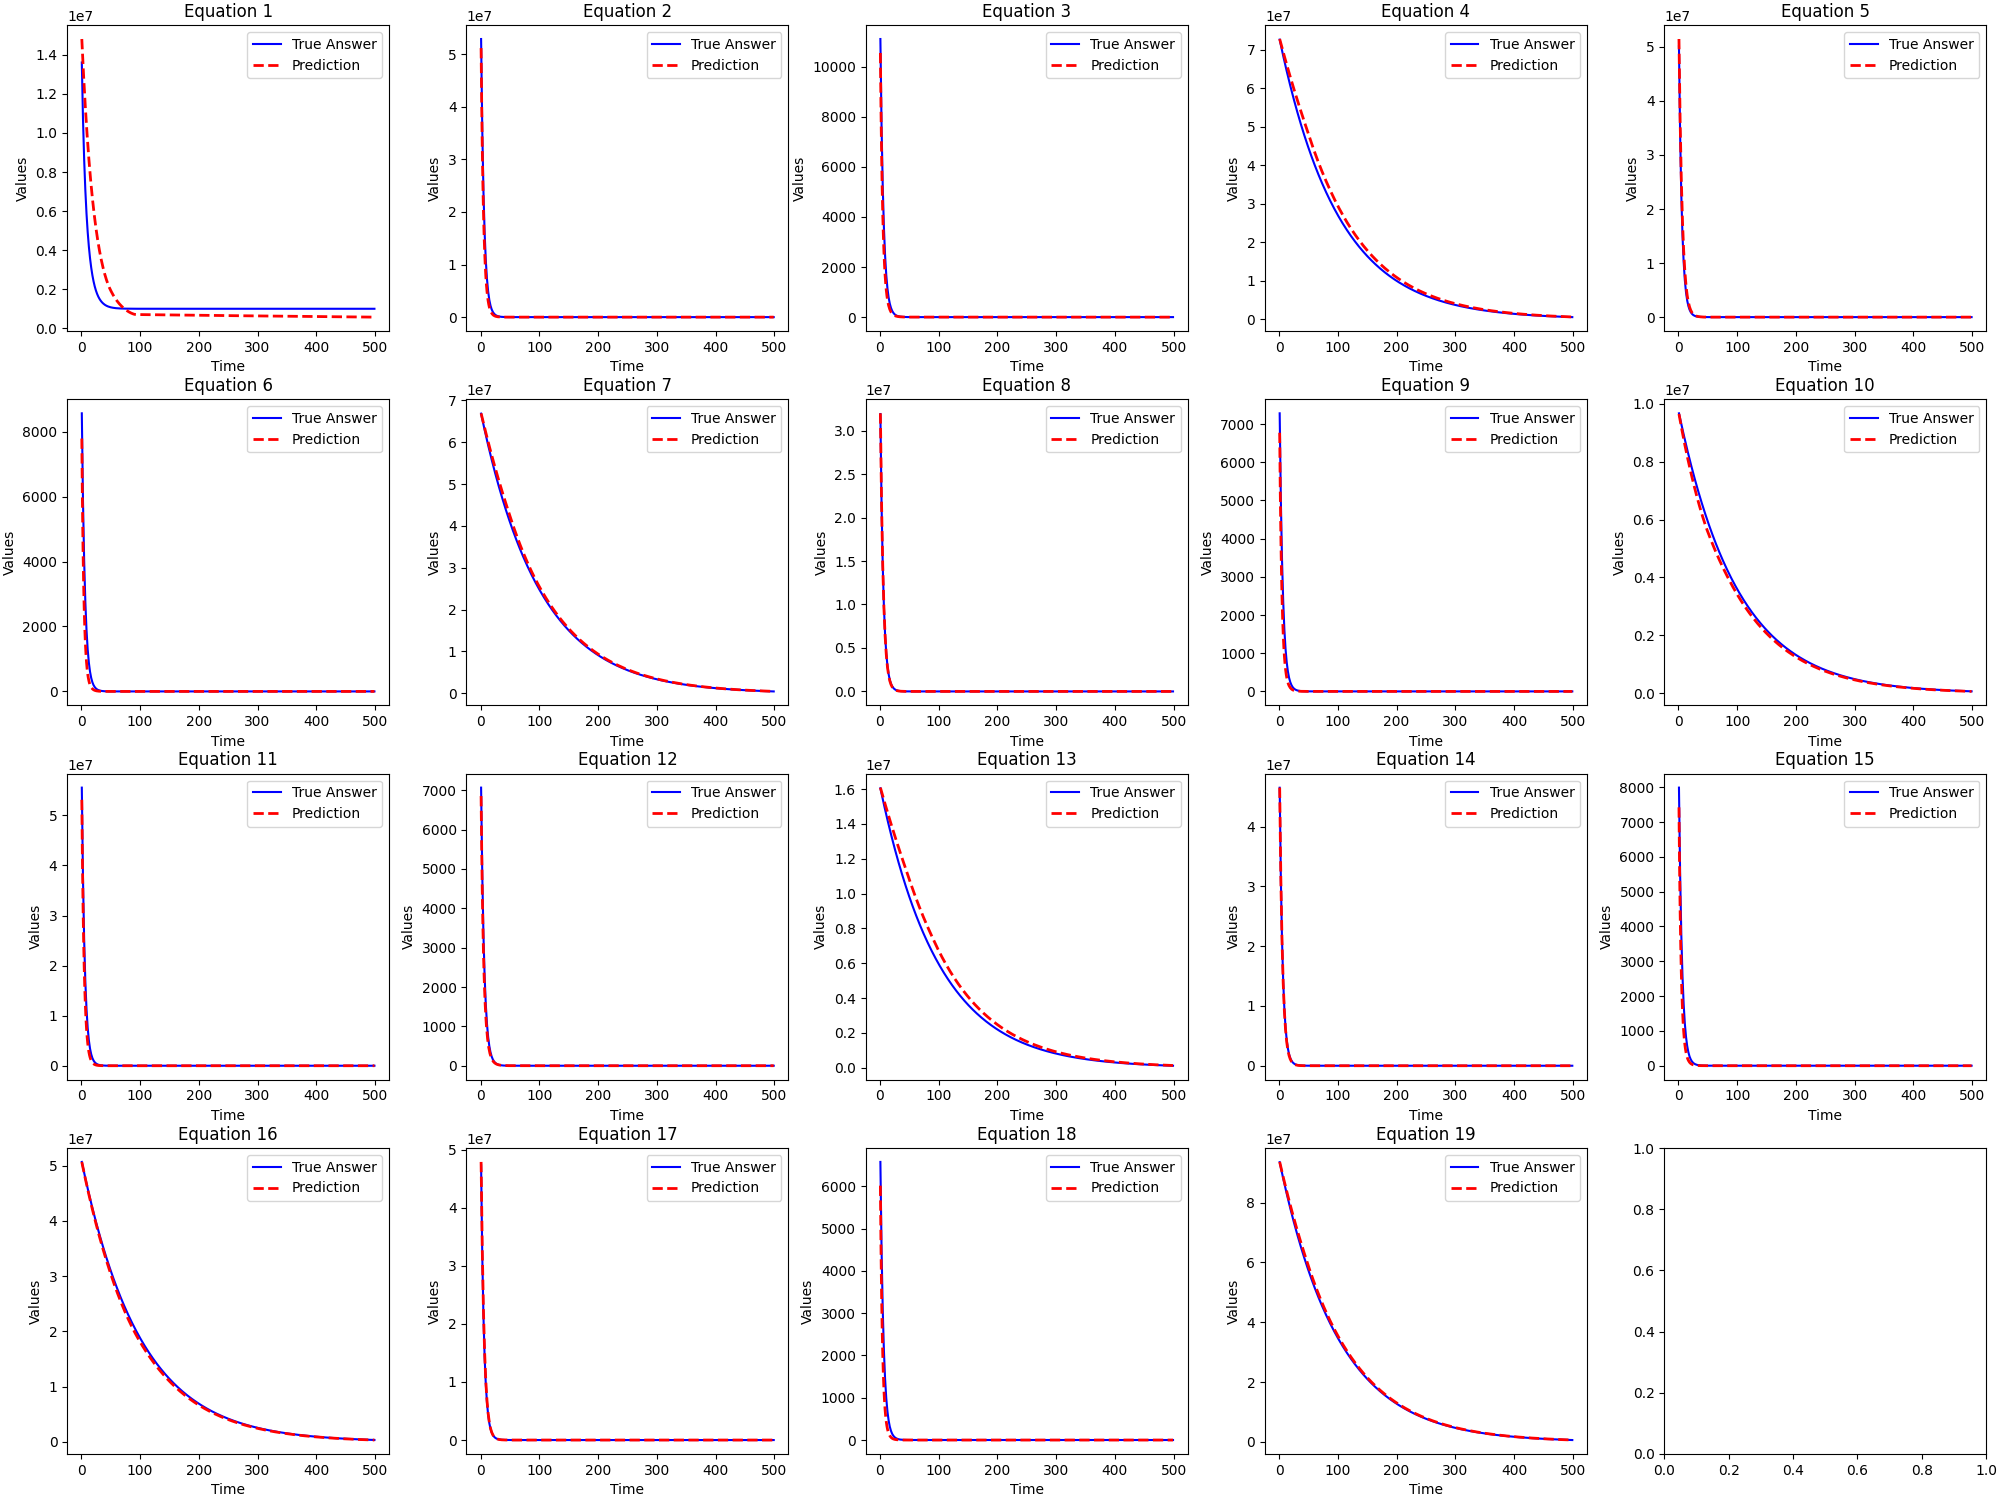 Equation 1
1e7
True Answer
Prediction
1.4
1.2
1.0
0.8
0.6
0.4
0.2
0.0
Values
0 100 200 300 400 500
Time
Equation 2
1e7
True Answer
Prediction
5
4
3
2
1
0
Values
0 100 200 300 400 500
Time
Equation 3
True Answer
Prediction
10000
8000
6000
4000
2000
0
Values
0 100 200 300 400 500
Time
Equation 4
1e7
True Answer
Prediction
7
6
5
4
3
2
1
0
Values
0 100 200 300 400 500
Time
Equation 5
1e7
True Answer
Prediction
5
4
3
2
1
0
Values
0 100 200 300 400 500
Time
Equation 6
True Answer
Prediction
8000
6000
4000
2000
0
Values
0 100 200 300 400 500
Time
Equation 7
1e7
True Answer
Prediction
7
6
5
4
3
2
1
0
Values
0 100 200 300 400 500
Time
Equation 8
1e7
True Answer
Prediction
3.0
2.5
2.0
1.5
1.0
0.5
0.0
Values
0 100 200 300 400 500
Time
Equation 9
True Answer
Prediction
7000
6000
5000
4000
3000
2000
1000
0
Values
0 100 200 300 400 500
Time
Equation 10
1e7
True Answer
Prediction
1.0
0.8
0.6
0.4
0.2
0.0
Values
0 100 200 300 400 500
Time
Equation 11
1e7
True Answer
Prediction
5
4
3
2
1
0
Values
0 100 200 300 400 500
Time
Equation 12
True Answer
Prediction
7000
6000
5000
4000
3000
2000
1000
0
Values
0 100 200 300 400 500
Time
Equation 13
1e7
True Answer
Prediction
1.6
1.4
1.2
1.0
0.8
0.6
0.4
0.2
0.0
Values
0 100 200 300 400 500
Time
Equation 14
1e7
True Answer
Prediction
4
3
2
1
0
Values
0 100 200 300 400 500
Time
Equation 15
True Answer
Prediction
8000
7000
6000
5000
4000
3000
2000
1000
0
Values
0 100 200 300 400 500
Time
Equation 16
1e7
True Answer
Prediction
5
4
3
2
1
0
Values
0 100 200 300 400 500
Time
Equation 17
1e7
True Answer
Prediction
5
4
3
2
1
0
Values
0 100 200 300 400 500
Time
Equation 18
True Answer
Prediction
6000
5000
4000
3000
2000
1000
0
Values
0 100 200 300 400 500
Time
Equation 19
1e7
True Answer
Prediction
8
6
4
2
0
Values
0 100 200 300 400 500
Time
1.0
0.8
0.6
0.4
0.2
0.0
0.0 0.2 0.4 0.6 0.8 1.0